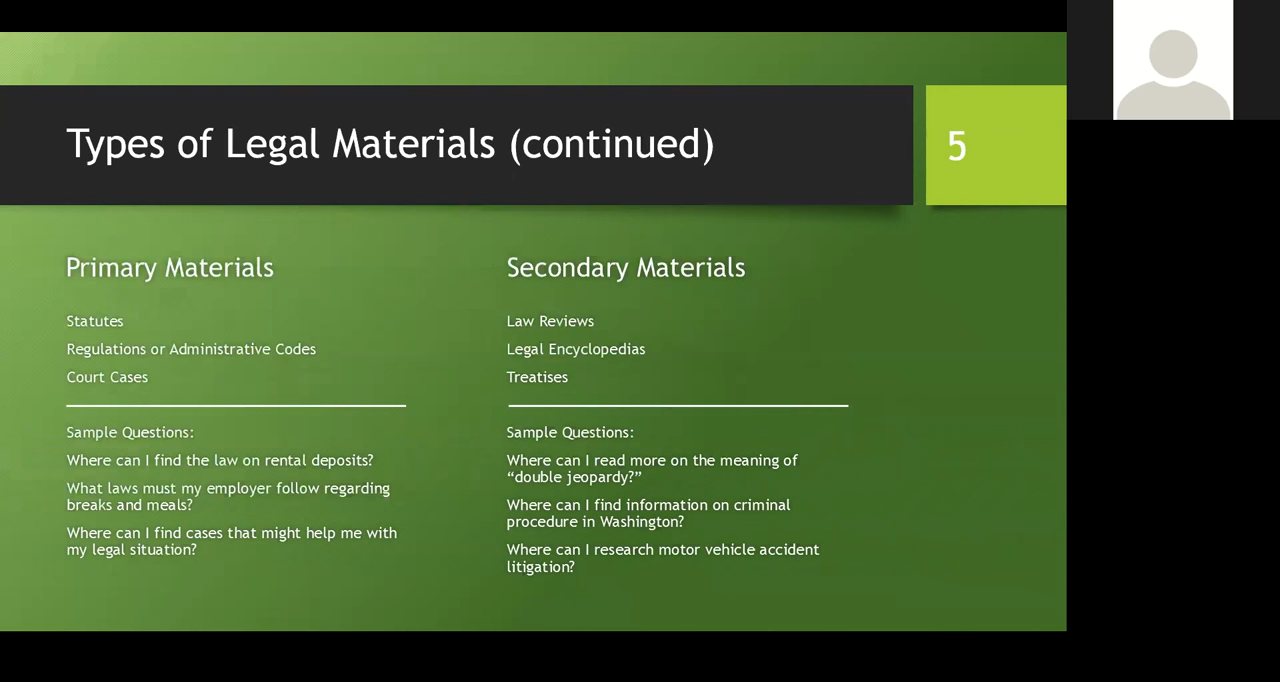 Types of Legal Materials (continued)
5
Primary Materials
Statutes
Regulations or Administrative Codes
Court Cases
Sample Questions:
Where can I find the law on rental deposits?
What laws must my employer follow regarding
breaks and meals?
Where can I find cases that might help me with
my legal situation?
Secondary Materials
Law Reviews
Legal Encyclopedias
Treatises
Sample Questions:
Where can I read more on the meaning of
“double jeopardy?”
Where can I find information on criminal
procedure in Washington?
Where can I research motor vehicle accident
litigation?